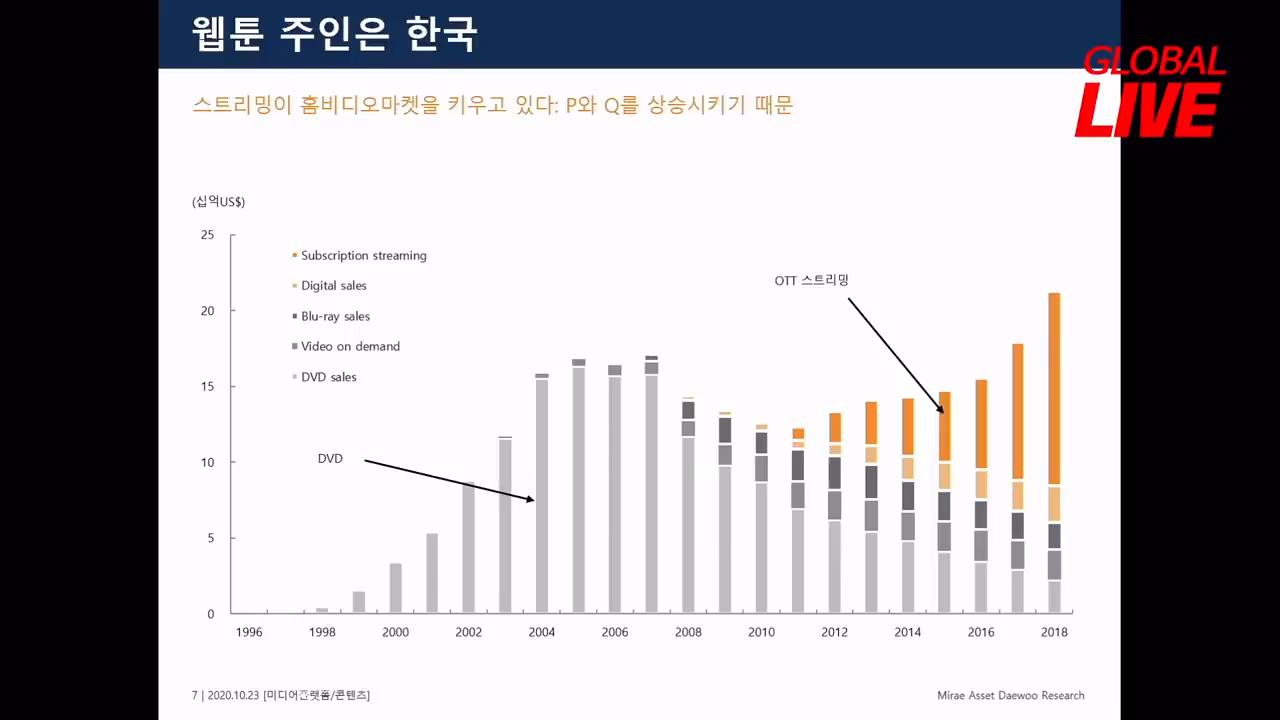 웹툰 주인은 한국
GLOBAL
LIVE
스트리밍이 홈비디오마켓을 키우고 있다: P와 Q를 상승시키기 때문
(십억US$)
25
20
15
10
5
0
Subscription streaming
Digital sales
Blu-ray sales
Video on demand
DVD sales
OTT 스트리밍
DVD
1996 1998 2000 2002 2004 2006 2008 2010 2012 2014 2016 2018
7 | 2020.10.23 [미디어플랫폼/콘텐츠]
Mirae Asset Daewoo Research